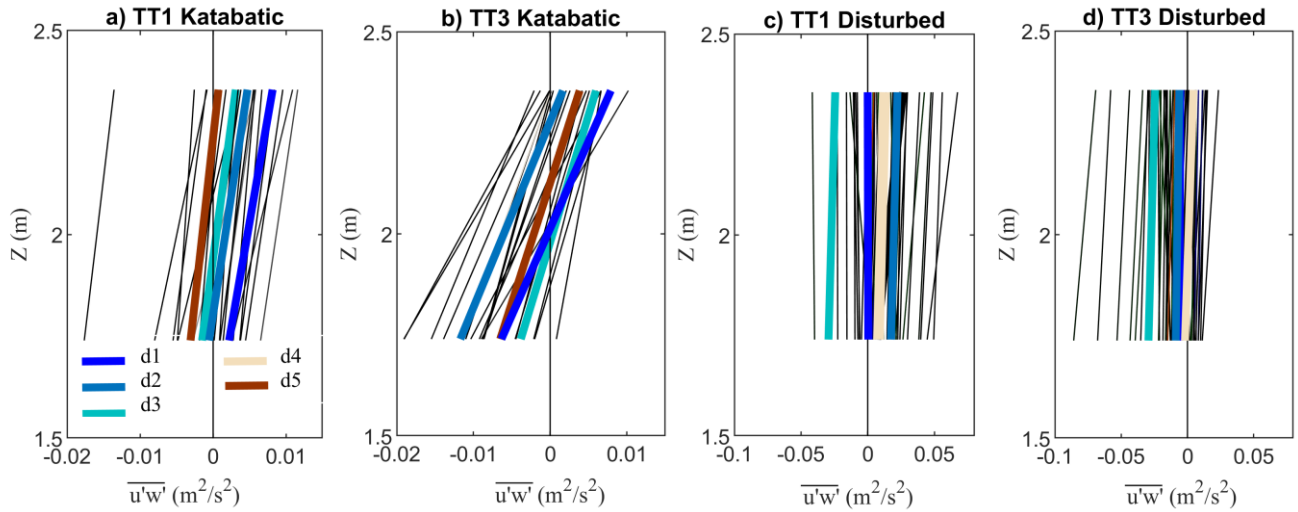 a) TT1 Katabatic
2.5
2
1.5
Z (m)
-0.02 -0.01 0 0.01
u'w' (m²/s²)
d1
d2
d3
d4
d5
b) TT3 Katabatic
2.5
2
1.5
Z (m)
-0.02 -0.01 0 0.01
u'w' (m²/s²)
c) TT1 Disturbed
2.5
2
1.5
Z (m)
-0.1 -0.05 0 0.05
u'w' (m²/s²)
d) TT3 Disturbed
2.5
2
1.5
Z (m)
-0.1 -0.05 0 0.05
u'w' (m²/s²)